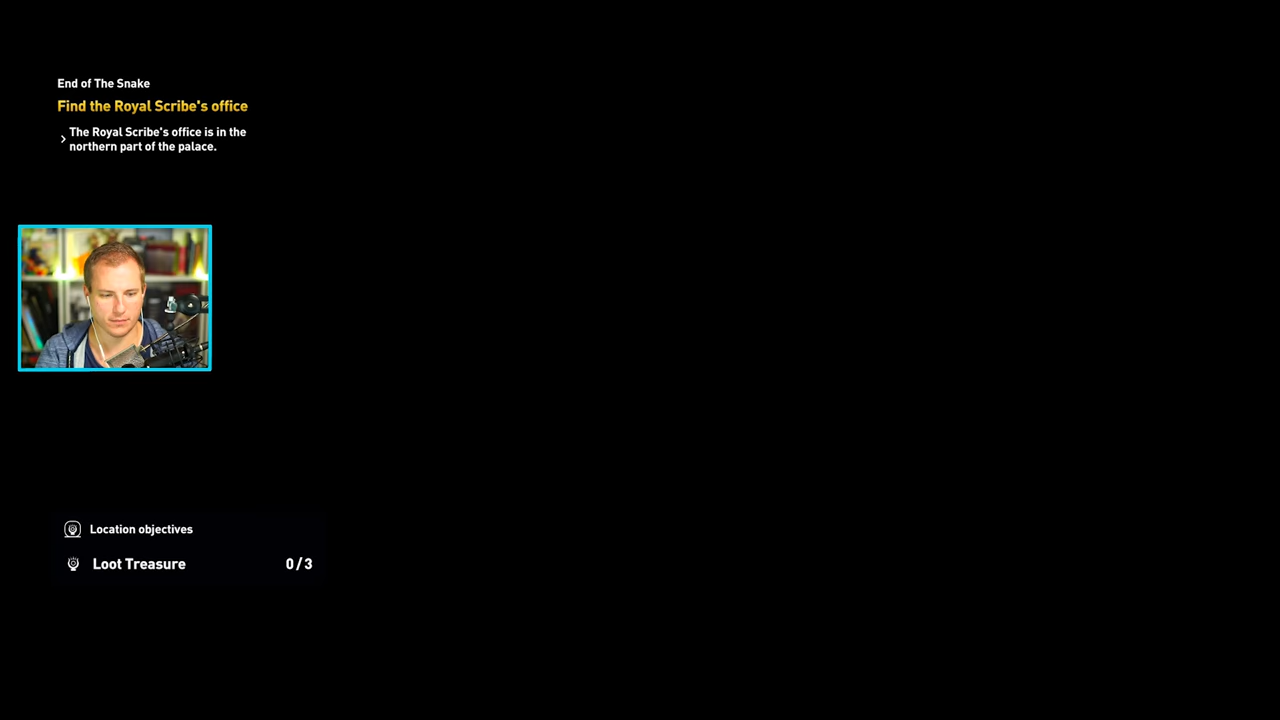 End of The Snake
Find the Royal Scribe's office
The Royal Scribe's office is in the
northern part of the palace.
Location objectives
Loot Treasure 0/3